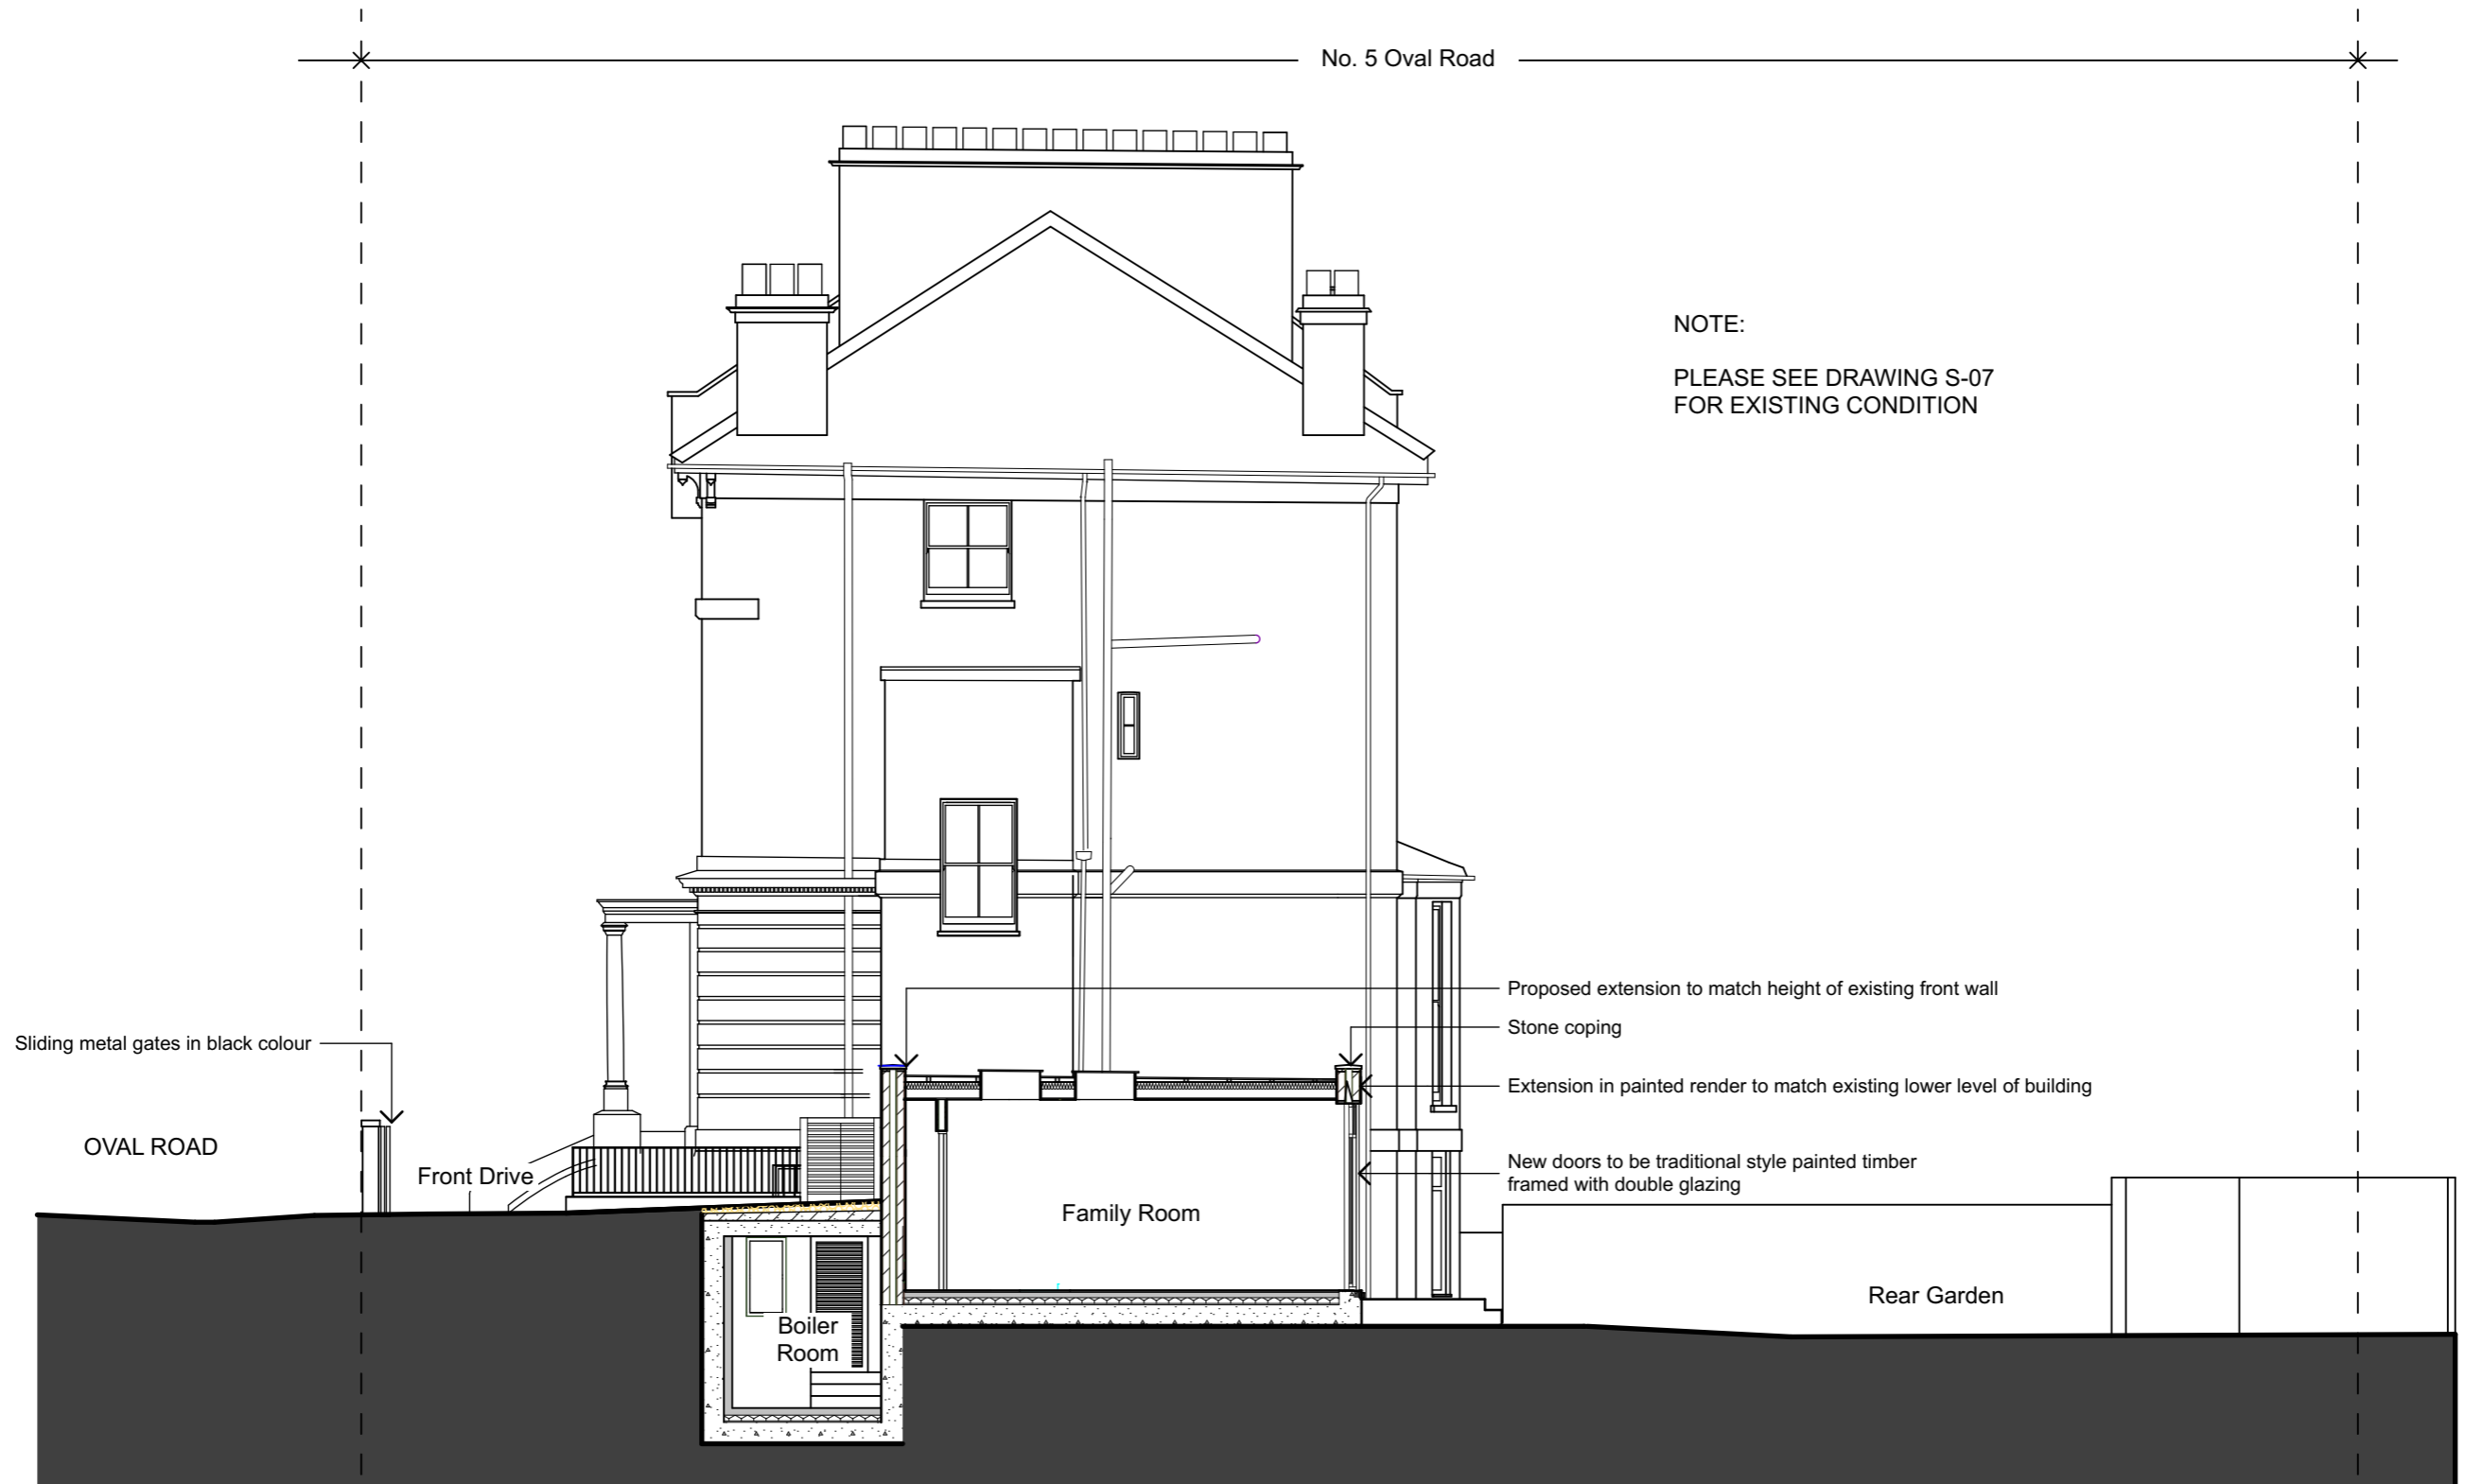 No. 5 Oval Road
NOTE:
PLEASE SEE DRAWING S-07
FOR EXISTING CONDITION
Proposed extension to match height of existing front wall
Stone coping
Sliding metal gates in black colour
Extension in painted render to match existing lower level of building
OVAL ROAD
Front Drive
New doors to be traditional style painted timber
framed with double glazing
Family Room
Rear Garden
Boiler
Room